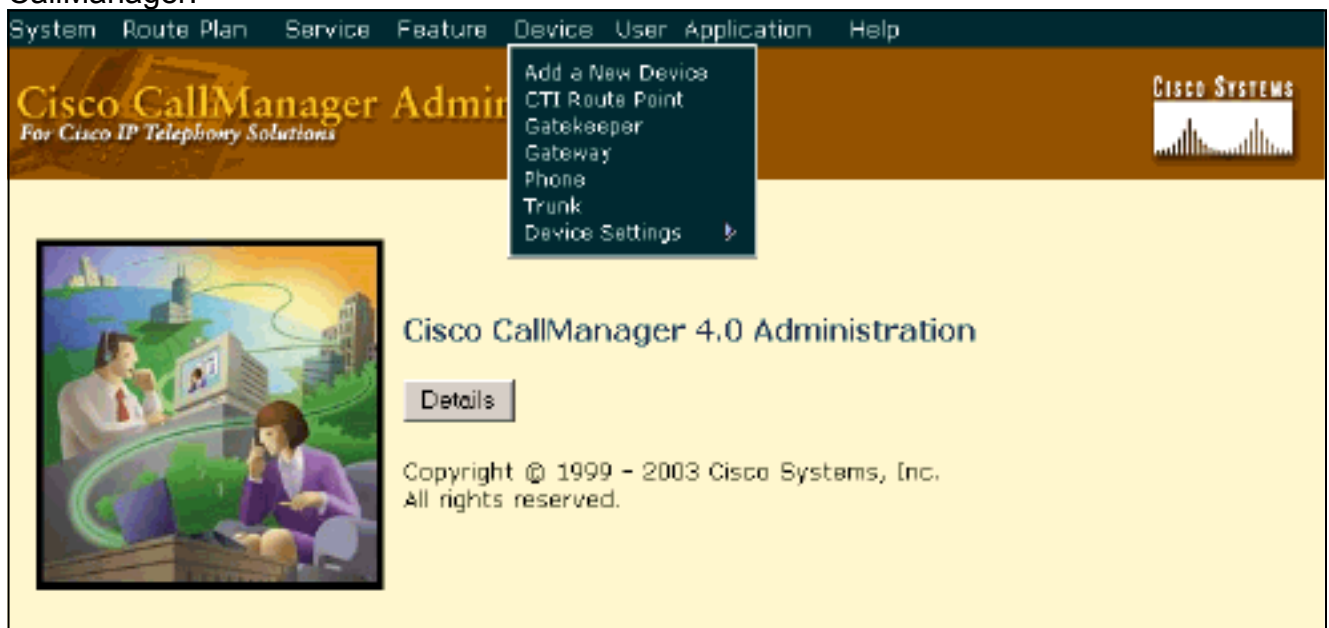 CallManager.
System Route Plan Service Feature Device User Application Help
Cisco CallManager Admin
For Cisco IP Telephony Solutions
CISCO SYSTEMS
Add a New Device
CTI Route Point
Gatekeeper
Gateway
Phone
Trunk
Device Settings
Cisco CallManager 4.0 Administration
Details
Copyright © 1999 - 2003 Cisco Systems, Inc.
All rights reserved.